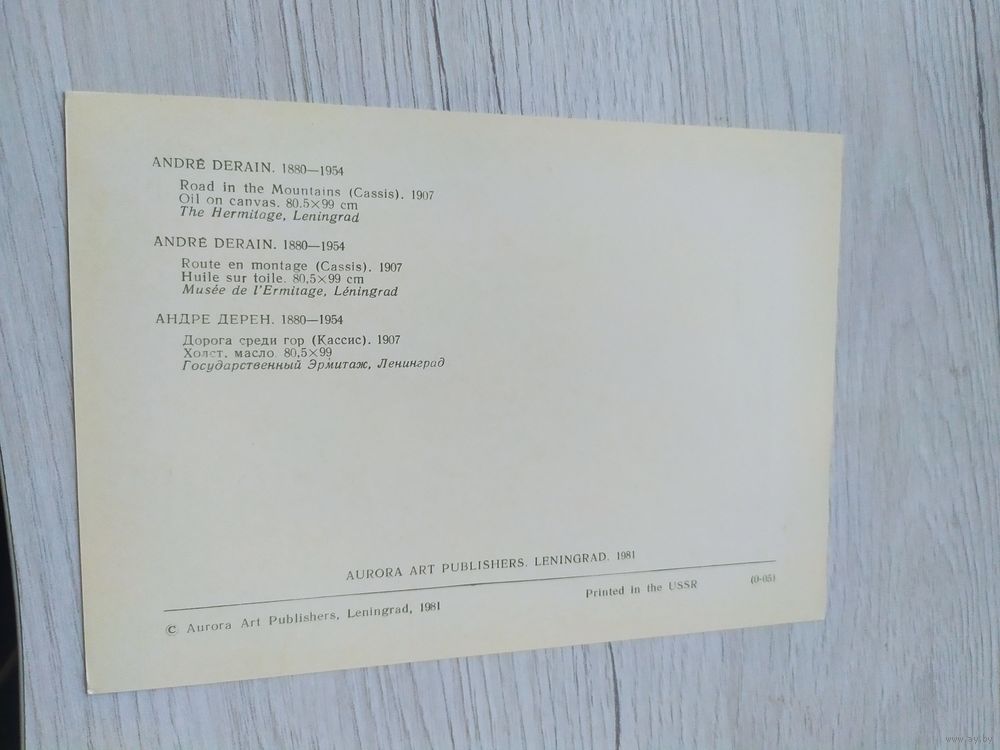 ANDRÉ DERAIN. 1880—1954
Road in the Mountains (Cassis). 1907
Oil on canvas. 80.5×99 cm
The Hermitage, Leningrad
ANDRÉ DERAIN. 1880—1954
Route en montage (Cassis). 1907
Huile sur toile. 80,5×99 cm
Musée de l'Ermitage, Léningrad
АНДРЕ ДЕРЕН. 1880—1954
Дорога среди гор (Кассис). 1907
Холст, масло. 80,5×99
Государственный Эрмитаж, Ленинград
AURORA ART PUBLISHERS. LENINGRAD. 1981
© Aurora Art Publishers, Leningrad, 1981
Printed in the USSR
(0-05)
www.ay.by